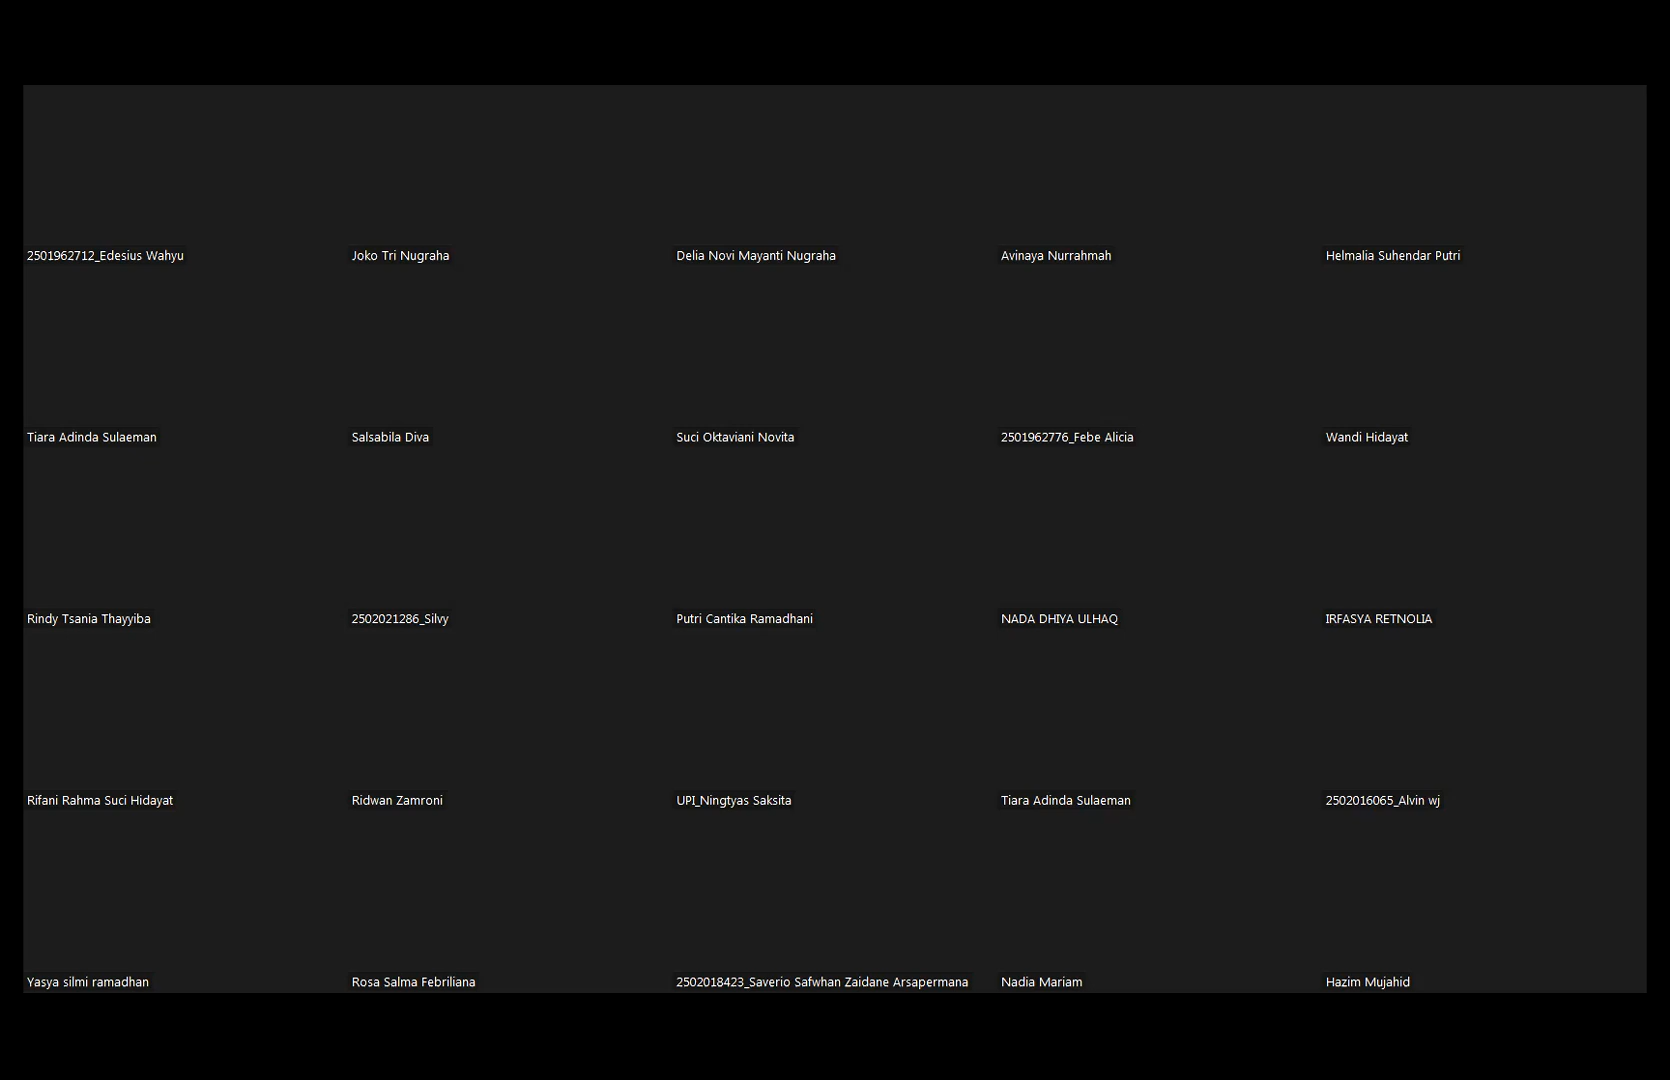 2501962712_Edesius Wahyu
Joko Tri Nugraha
Delia Novi Mayanti Nugraha
Avinaya Nurrahmah
Helmalia Suhendar Putri
Tiara Adinda Sulaeman
Salsabila Diva
Suci Oktaviani Novita
2501962776_Febe Alicia
Wandi Hidayat
Rindy Tsania Thayyiba
2502021286_Silvy
Putri Cantika Ramadhani
NADA DHIYA ULHAQ
IRFASYA RETNOLIA
Rifani Rahma Suci Hidayat
Ridwan Zamroni
UPI_Ningtyas Saksita
Tiara Adinda Sulaeman
2502016065_Alvin wj
Yasya silmi ramadhan
Rosa Salma Febriliana
2502018423_Saverio Safwhan Zaidane Arsapermana
Nadia Mariam
Hazim Mujahid